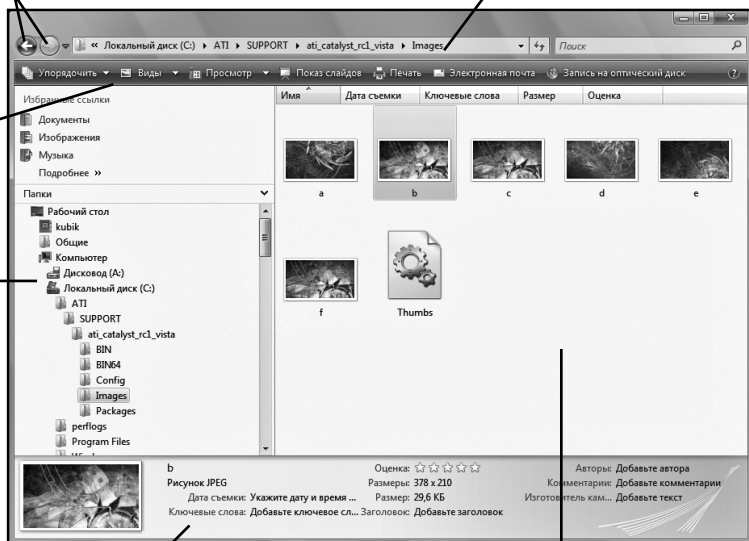 « Локальный диск (C:) ▸ ATI ▸ SUPPORT ▸ ati_catalyst_rc1_vista ▸ Images
Поиск
Упорядочить Виды Просмотр Показ слайдов Печать Электронная почта Запись на оптический диск
Избранные ссылки
Документы
Изображения
Музыка
Подробнее »
Папки
Рабочий стол
kubik
Общие
Компьютер
Дисковод (A:)
Локальный диск (C:)
ATI
SUPPORT
ati_catalyst_rc1_vista
BIN
BIN64
Config
Images
Packages
perflogs
Program Files
Имя Дата съемки Ключевые слова Размер Оценка
a b c d e
f Thumbs
b
Рисунок JPEG
Дата съемки: Укажите дату и время ...
Ключевые слова: Добавьте ключевое сл...
Оценка:
Размеры: 378 x 210
Размер: 29,6 КБ
Заголовок: Добавьте заголовок
Авторы: Добавьте автора
Комментарии: Добавьте комментарии
Изготовитель кам... Добавьте текст